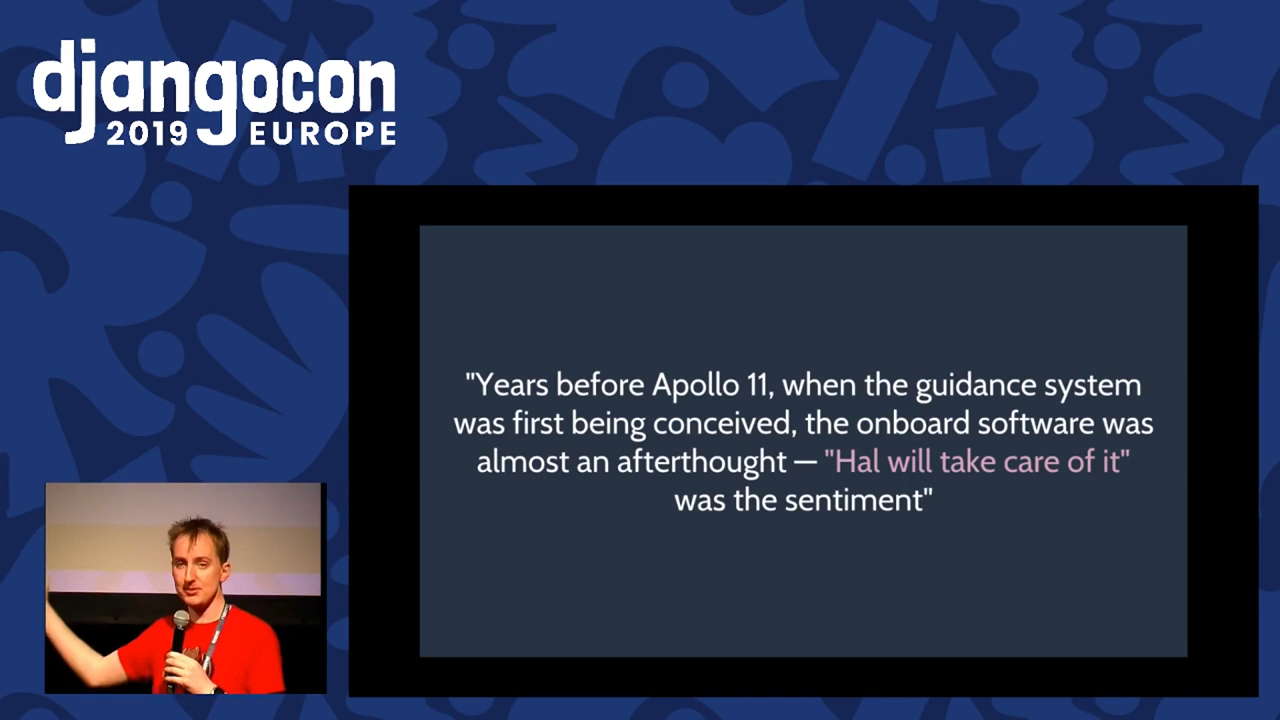 djangocon
2019 EUROPE
"Years before Apollo 11, when the guidance system
was first being conceived, the onboard software was
almost an afterthought — "Hal will take care of it"
was the sentiment"